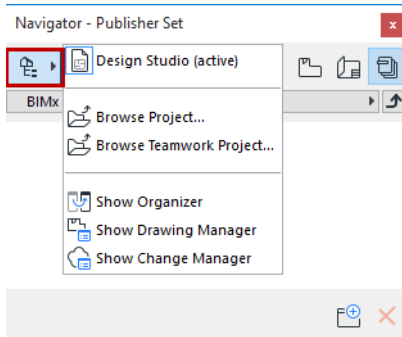 Navigator - Publisher Set
Design Studio (active)
BIMx
Browse Project...
Browse Teamwork Project...
Show Organizer
Show Drawing Manager
Show Change Manager